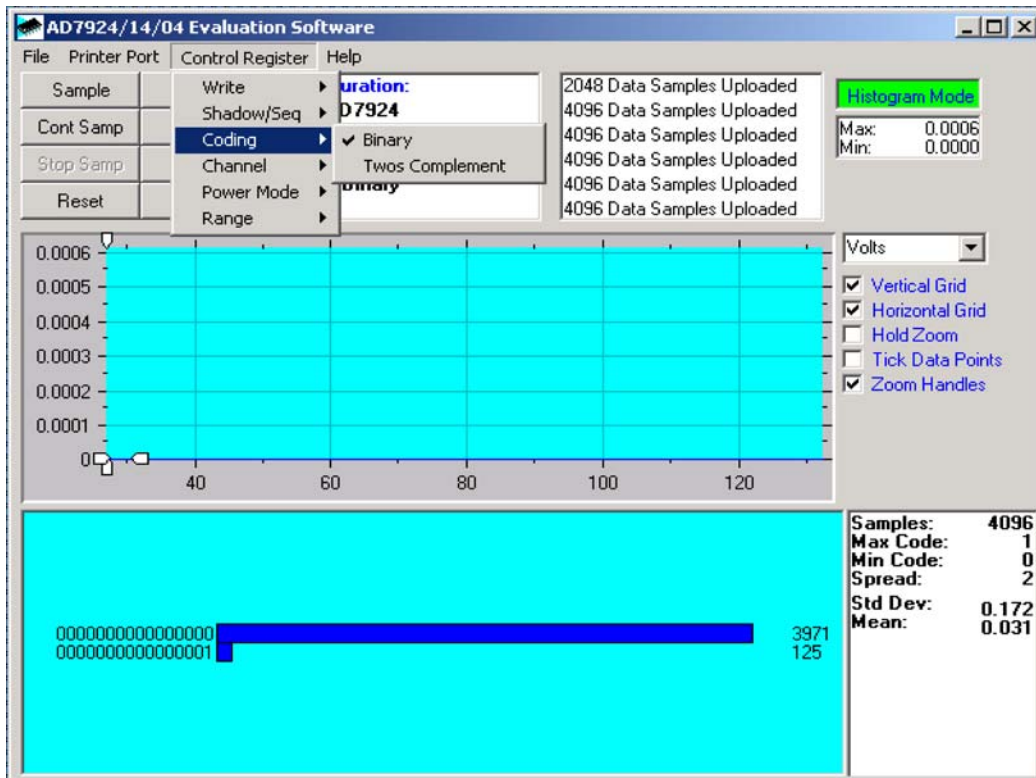 AD7924/14/04 Evaluation Software
File Printer Port Control Register Help
Sample
Cont Samp
Stop Samp
Reset
Write
Shadow/Seq
Coding
Channel
Power Mode
Range
Binary
Twos Complement
uration:
D7924
binary
2048 Data Samples Uploaded
4096 Data Samples Uploaded
4096 Data Samples Uploaded
4096 Data Samples Uploaded
4096 Data Samples Uploaded
4096 Data Samples Uploaded
Histogram Mode
Max: 0.0006
Min: 0.0000
0.0006
0.0005
0.0004
0.0003
0.0002
0.0001
0
40 60 80 100 120
Volts
Vertical Grid
Horizontal Grid
Hold Zoom
Tick Data Points
Zoom Handles
0000000000000000 3971
0000000000000001 125
Samples: 4096
Max Code: 1
Min Code: 0
Spread: 2
Std Dev: 0.172
Mean: 0.031